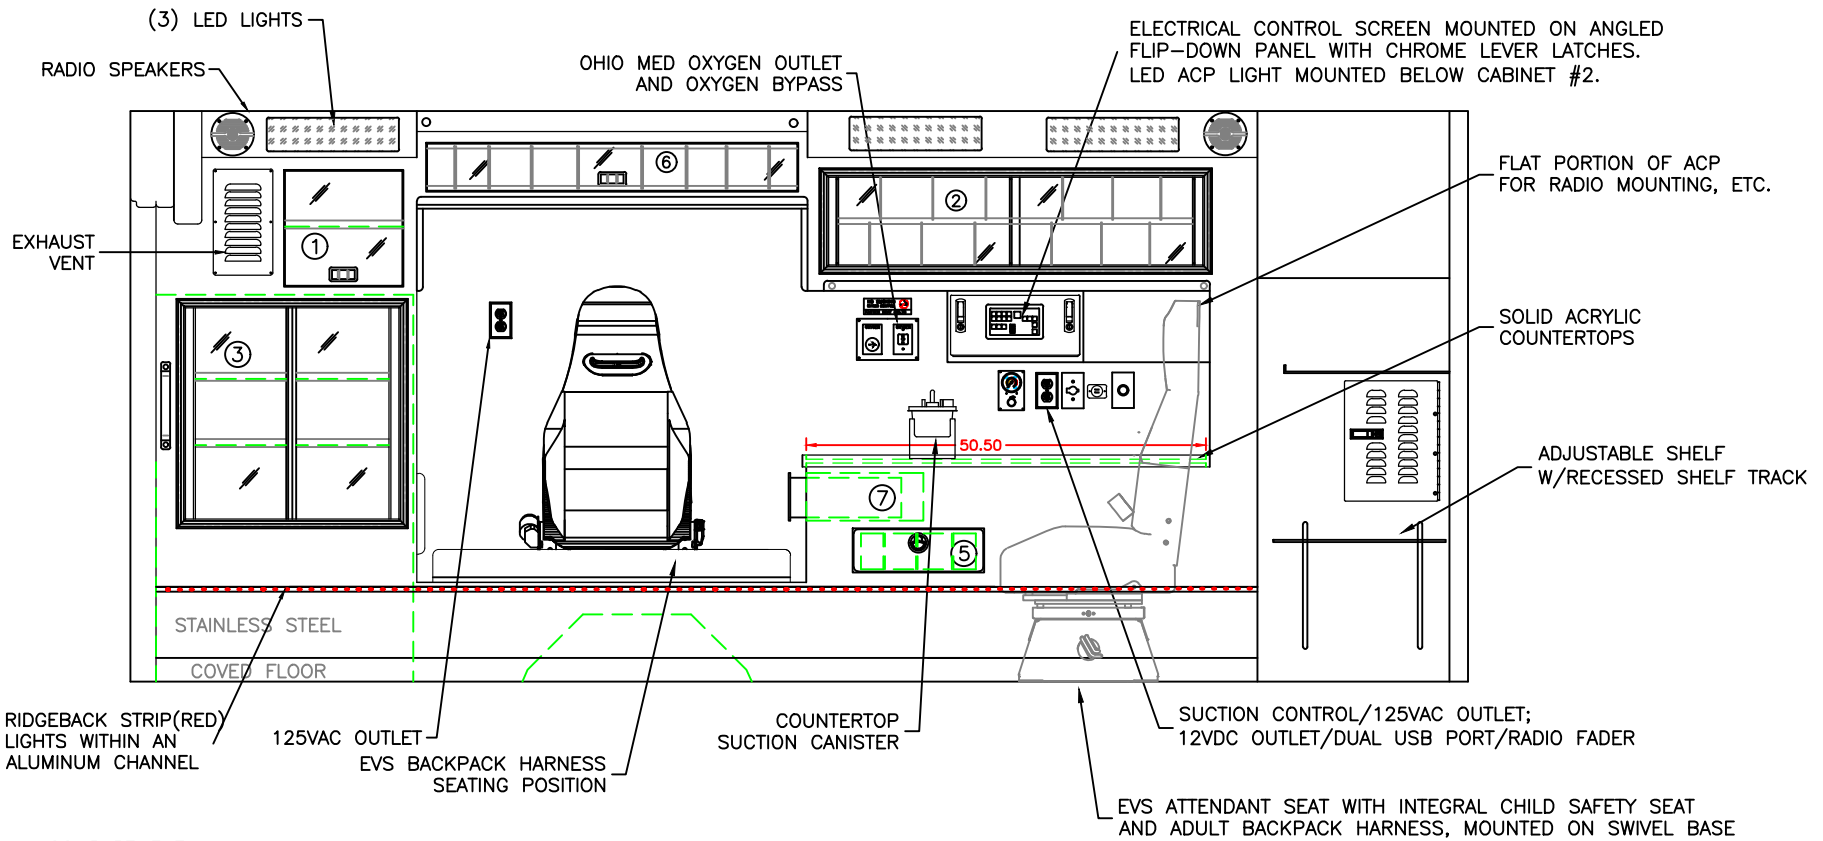 (3) LED LIGHTS
RADIO SPEAKERS
OHIO MED OXYGEN OUTLET
AND OXYGEN BYPASS
ELECTRICAL CONTROL SCREEN MOUNTED ON ANGLED
FLIP-DOWN PANEL WITH CHROME LEVER LATCHES.
LED ACP LIGHT MOUNTED BELOW CABINET #2.
FLAT PORTION OF ACP
FOR RADIO MOUNTING, ETC.
EXHAUST
VENT
6
2
1
3
SOLID ACRYLIC
COUNTERTOPS
50.50
ADJUSTABLE SHELF
W/RECESSED SHELF TRACK
7
5
STAINLESS STEEL
COVED FLOOR
RIDGEBACK STRIP(RED)
LIGHTS WITHIN AN
ALUMINUM CHANNEL
125VAC OUTLET
EVS BACKPACK HARNESS
SEATING POSITION
COUNTERTOP
SUCTION CANISTER
SUCTION CONTROL/125VAC OUTLET;
12VDC OUTLET/DUAL USB PORT/RADIO FADER
EVS ATTENDANT SEAT WITH INTEGRAL CHILD SAFETY SEAT
AND ADULT BACKPACK HARNESS, MOUNTED ON SWIVEL BASE